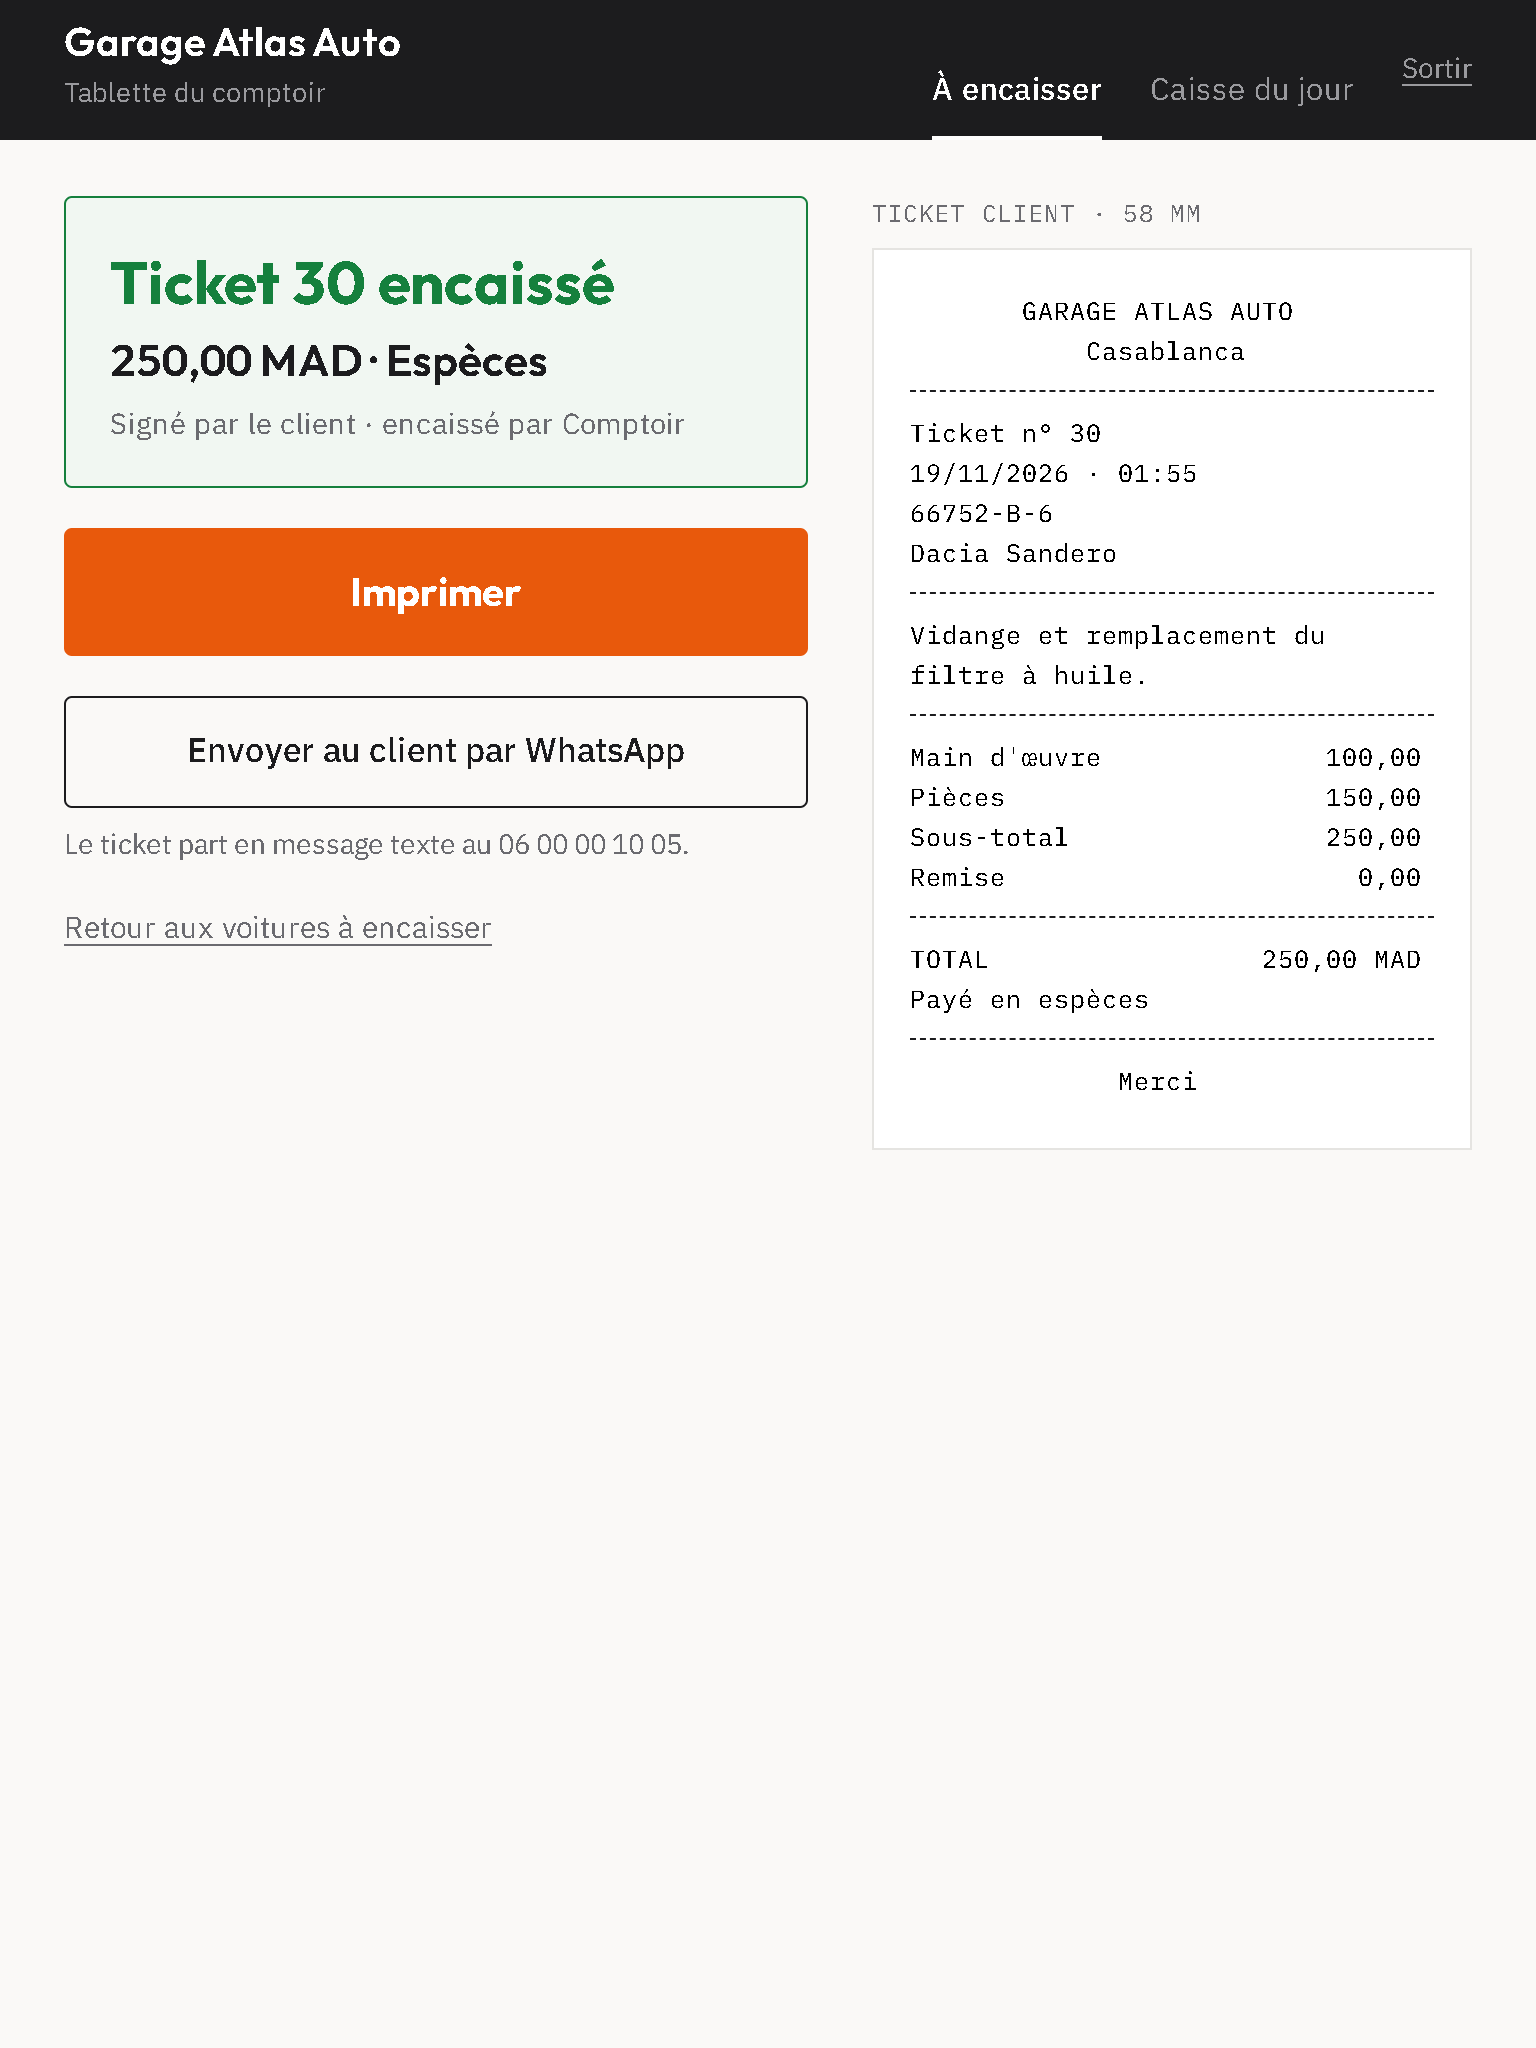 Garage Atlas Auto
Tablette du comptoir
À encaisser
Caisse du jour
Sortir
Ticket 30 encaissé
250,00 MAD · Espèces
Signé par le client · encaissé par Comptoir
Imprimer
Envoyer au client par WhatsApp
Le ticket part en message texte au 06 00 00 10 05.
Retour aux voitures à encaisser
TICKET CLIENT · 58 MM
GARAGE ATLAS AUTO
Casablanca
Ticket n° 30
19/11/2026 · 01:55
66752-B-6
Dacia Sandero
Vidange et remplacement du
filtre à huile.
Main d'œuvre 100,00
Pièces 150,00
Sous-total 250,00
Remise 0,00
TOTAL 250,00 MAD
Payé en espèces
Merci